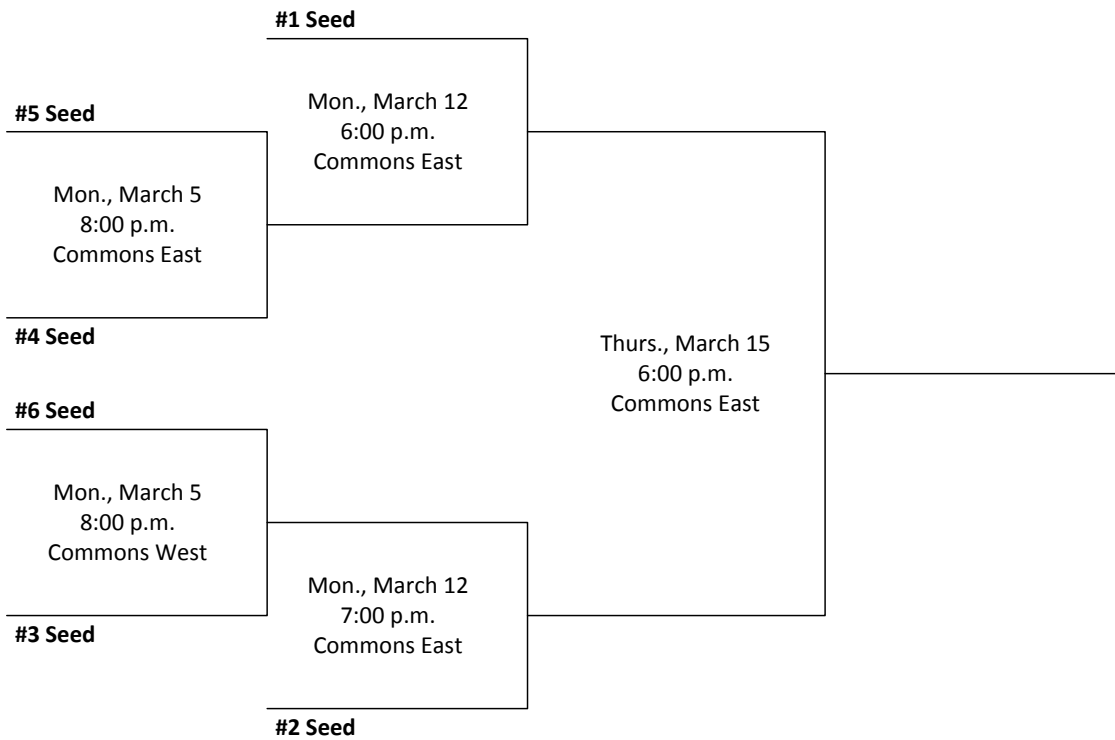 #1 Seed
Mon., March 12
6:00 p.m.
Commons East
#5 Seed
Mon., March 5
8:00 p.m.
Commons East
#4 Seed
Thurs., March 15
6:00 p.m.
Commons East
#6 Seed
Mon., March 5
8:00 p.m.
Commons West
#3 Seed
Mon., March 12
7:00 p.m.
Commons East
#2 Seed